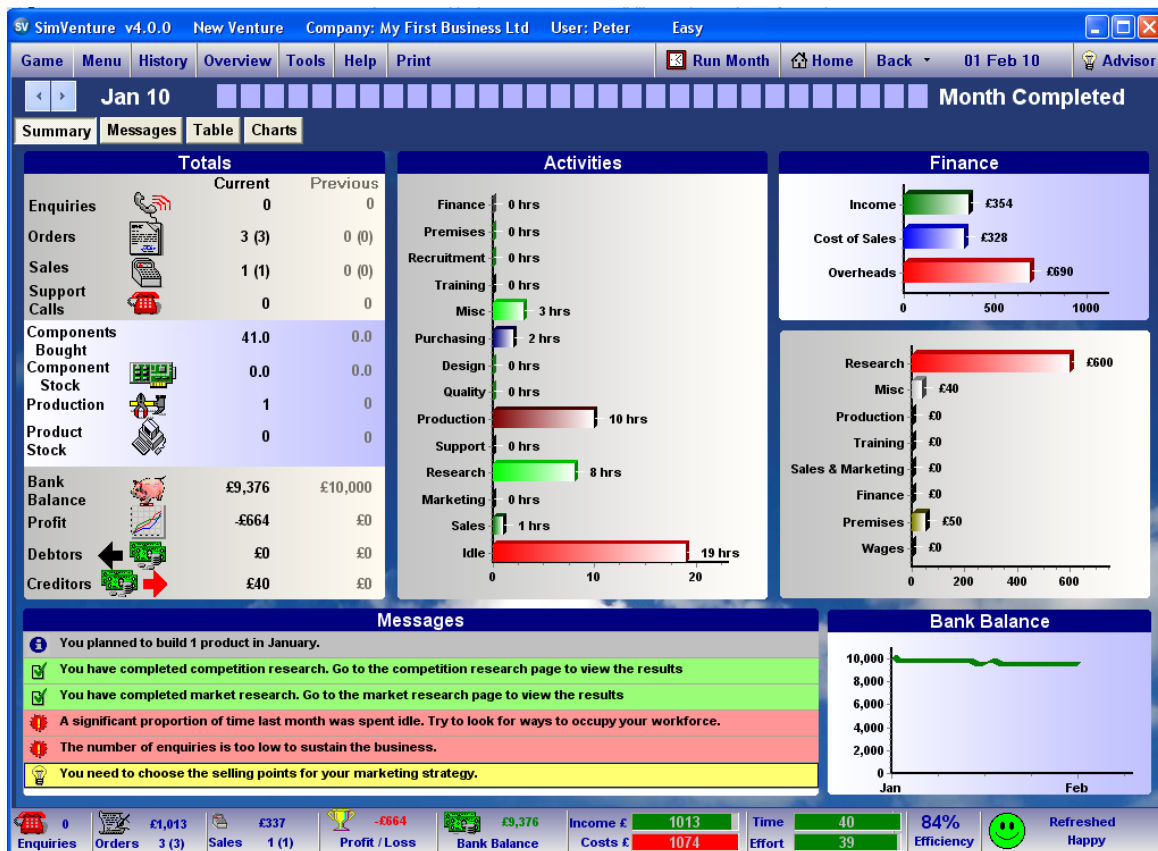 SimVenture v4.0.0 New Venture Company: My First Business Ltd User: Peter Easy
Game Menu History Overview Tools Help Print Run Month Home Back 01 Feb 10 Advisor
Jan 10 Month Completed
Summary Messages Table Charts
Totals
Current Previous
Enquiries 0 0
Orders 3 (3) 0 (0)
Sales 1 (1) 0 (0)
Support
Calls 0 0
Components
Bought 41.0 0.0
Component
Stock 0.0 0.0
Production 1 0
Product
Stock 0 0
Bank
Balance £9,376 £10,000
Profit -£664 £0
Debtors £0 £0
Creditors £40 £0
Activities
Finance 0 hrs
Premises 0 hrs
Recruitment 0 hrs
Training 0 hrs
Misc 3 hrs
Purchasing 2 hrs
Design 0 hrs
Quality 0 hrs
Production 10 hrs
Support 0 hrs
Research 8 hrs
Marketing 0 hrs
Sales 1 hrs
Idle 19 hrs
0 10 20
Finance
Income £354
Cost of Sales £328
Overheads £690
0 500 1000
Research £600
Misc £40
Production £0
Training £0
Sales & Marketing £0
Finance £0
Premises £50
Wages £0
0 200 400 600
Messages
You planned to build 1 product in January.
You have completed competition research. Go to the competition research page to view the results
You have completed market research. Go to the market research page to view the results
A significant proportion of time last month was spent idle. Try to look for ways to occupy your workforce.
The number of enquiries is too low to sustain the business.
You need to choose the selling points for your marketing strategy.
Bank Balance
10,000
8,000
6,000
4,000
2,000
0
Jan Feb
0 £1,013 £337 -£664 £9,376 Income £ 1013 Time 40 84% Refreshed
Enquiries Orders 3 (3) Sales 1 (1) Profit / Loss Bank Balance Costs £ 1074 Effort 39 Efficiency Happy